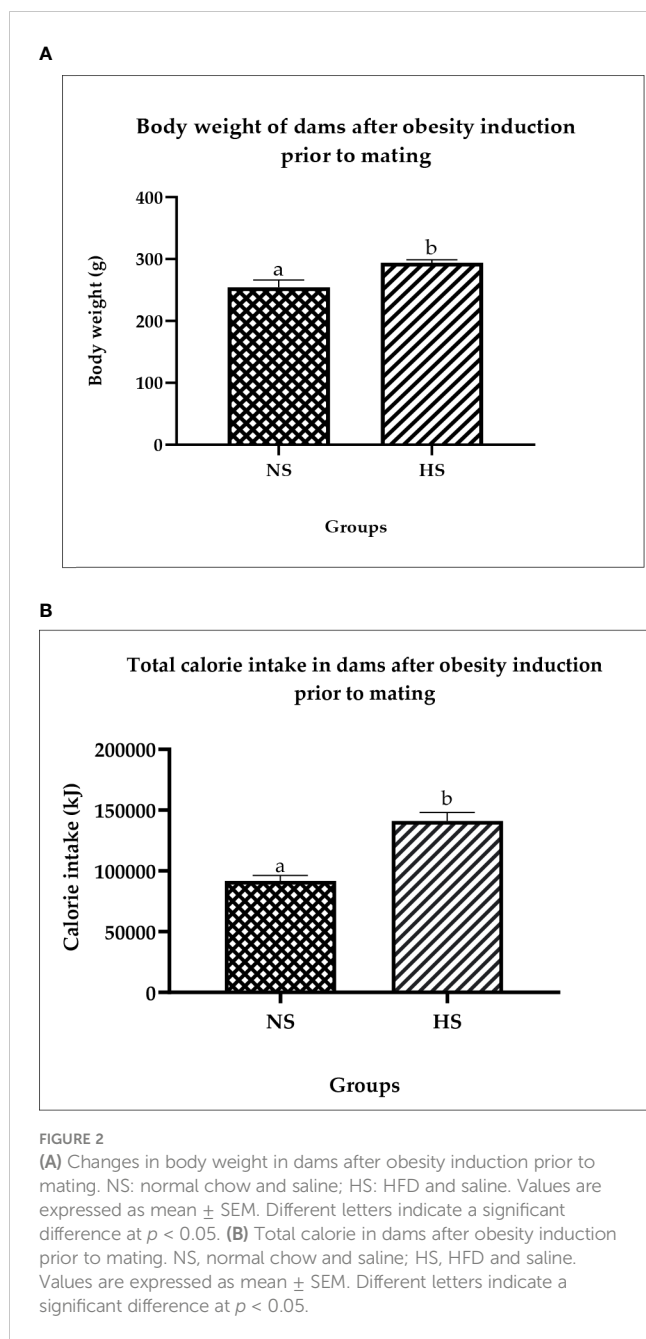 A
Body weight of dams after obesity induction
prior to mating
400
300
200
100
0
Body weight (g)
a
b
NS
HS
Groups
B
Total calorie intake in dams after obesity induction
prior to mating
200000
150000
100000
50000
0
Calorie intake (kJ)
a
b
NS
HS
Groups
FIGURE 2
(A) Changes in body weight in dams after obesity induction prior to
mating. NS: normal chow and saline; HS: HFD and saline. Values are
expressed as mean ± SEM. Different letters indicate a significant
difference at p < 0.05. (B) Total calorie in dams after obesity induction
prior to mating. NS, normal chow and saline; HS, HFD and saline.
Values are expressed as mean ± SEM. Different letters indicate a
significant difference at p < 0.05.